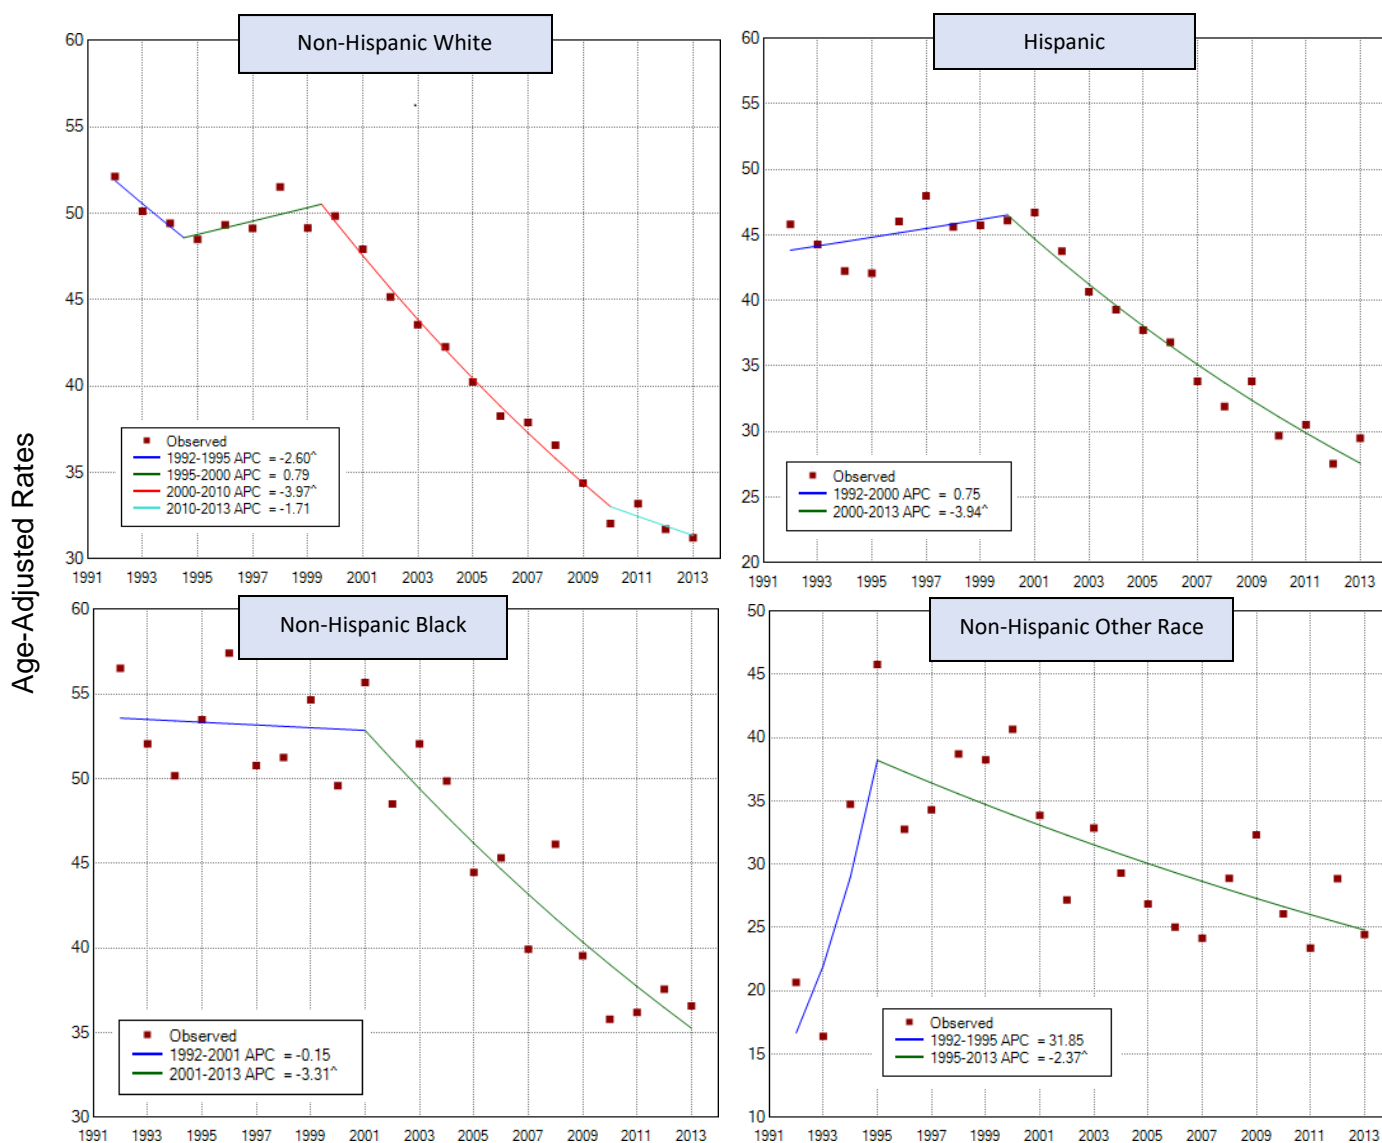 Age-Adjusted Rates
Non-Hispanic White
60
55
50
45
40
35
30
Observed
1992-1995 APC = -2.60^
1995-2000 APC = 0.79
2000-2010 APC = -3.97^
2010-2013 APC = -1.71
1991 1993 1995 1997 1999 2001 2003 2005 2007 2009 2011 2013
Hispanic
60
55
50
45
40
35
30
25
20
Observed
1992-2000 APC = 0.75
2000-2013 APC = -3.94^
1991 1993 1995 1997 1999 2001 2003 2005 2007 2009 2011 2013
Non-Hispanic Black
60
55
50
45
40
35
30
Observed
1992-2001 APC = -0.15
2001-2013 APC = -3.31^
1991 1993 1995 1997 1999 2001 2003 2005 2007 2009 2011 2013
Non-Hispanic Other Race
50
45
40
35
30
25
20
15
10
Observed
1992-1995 APC = 31.85
1995-2013 APC = -2.37^
1991 1993 1995 1997 1999 2001 2003 2005 2007 2009 2011 2013